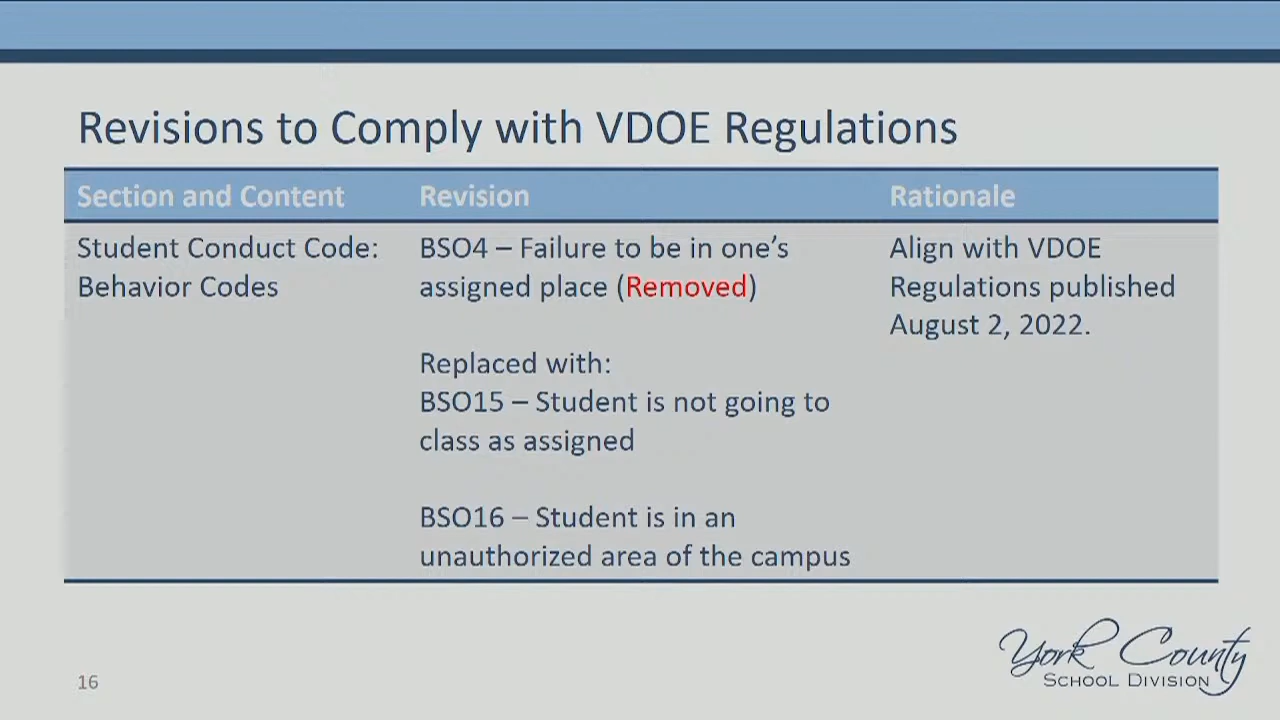 Revisions to Comply with VDOE Regulations
Section and Content
Revision
Rationale
Student Conduct Code:
Behavior Codes
BSO4 – Failure to be in one’s
assigned place (Removed)
Replaced with:
BSO15 – Student is not going to
class as assigned
BSO16 – Student is in an
unauthorized area of the campus
Align with VDOE
Regulations published
August 2, 2022.
York County
SCHOOL DIVISION
16